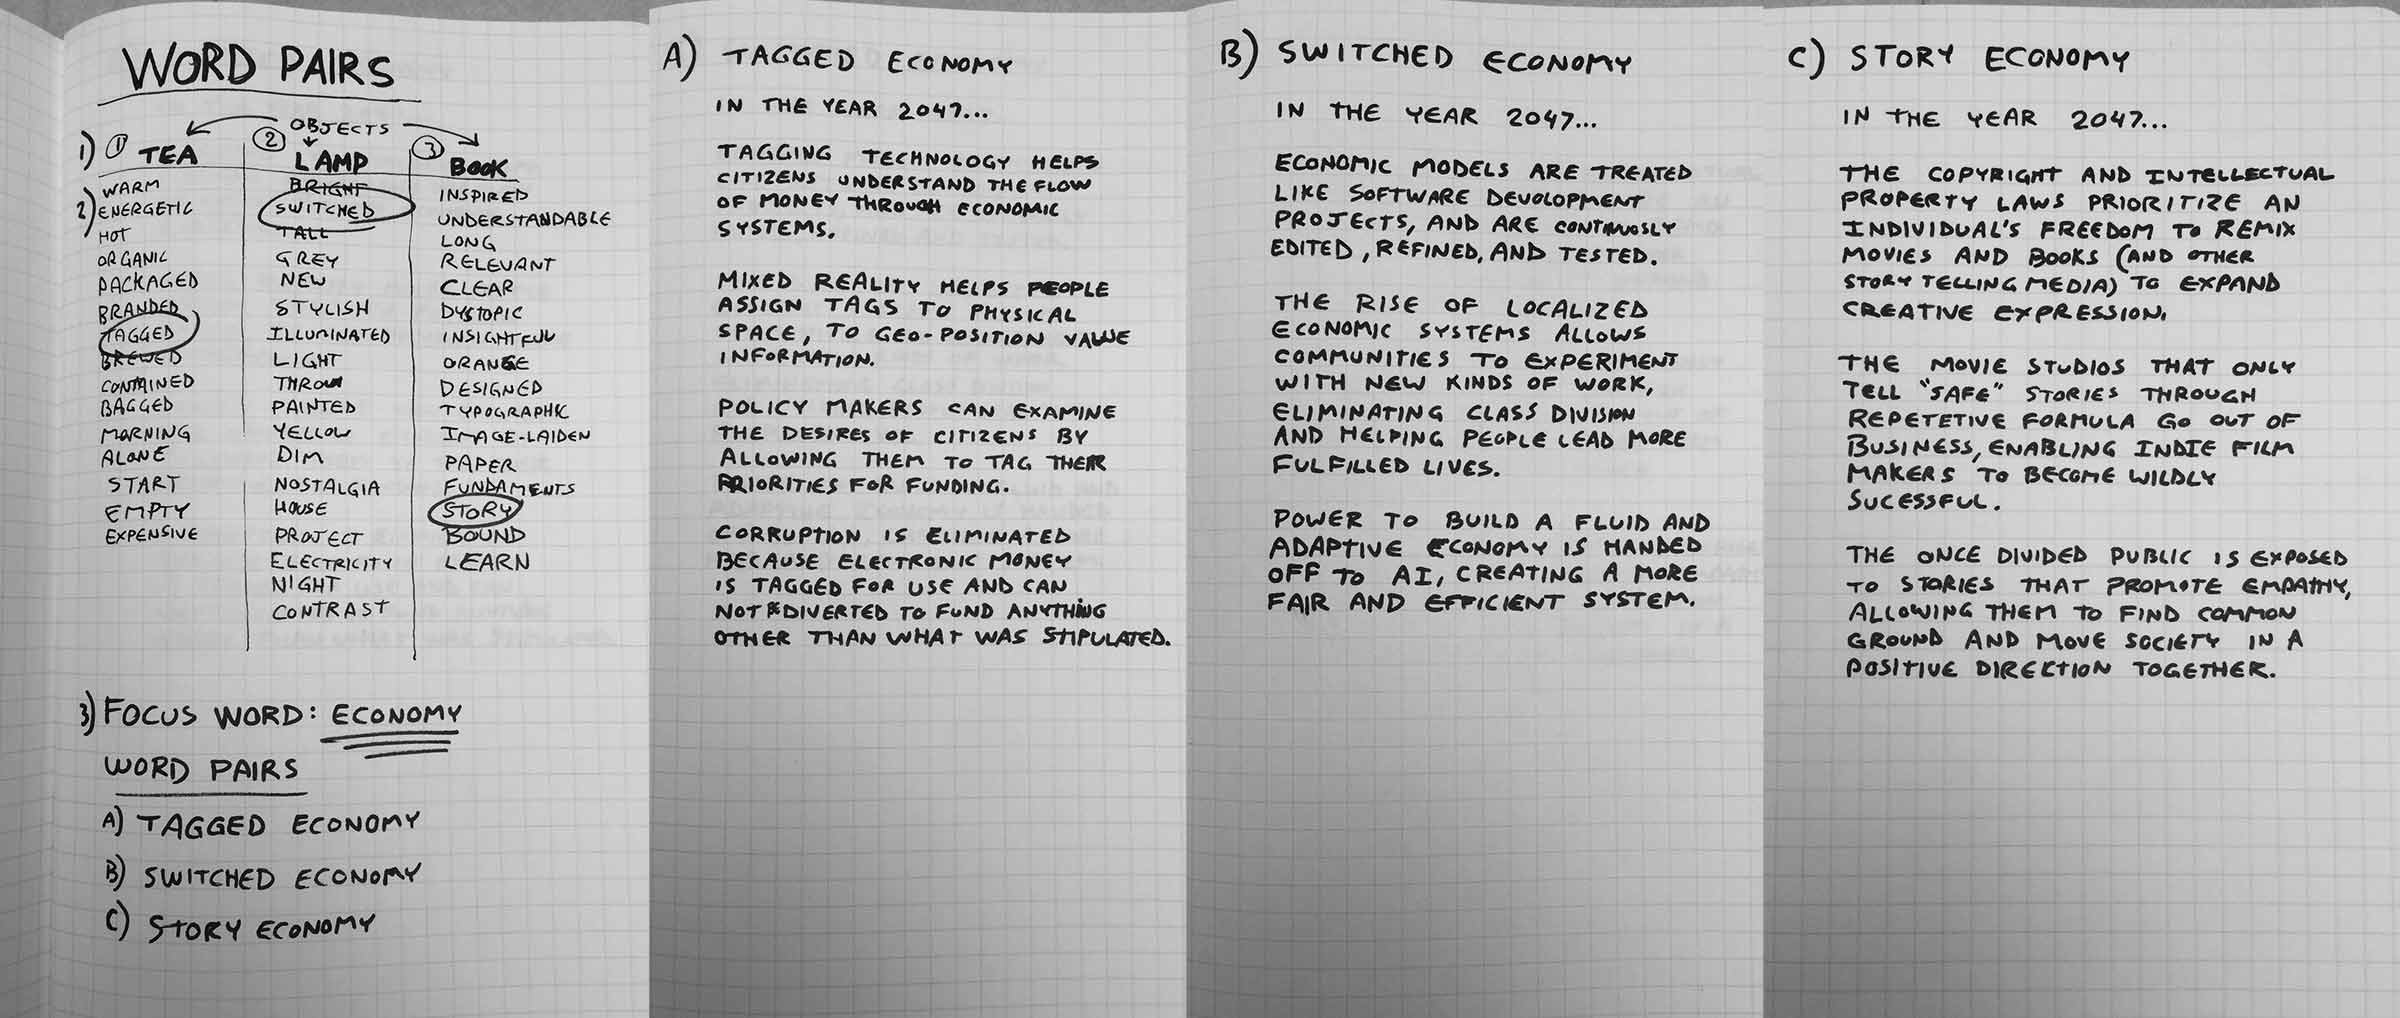 WORD PAIRS
OBJECTS
1) ① TEA
WARM
2) ENERGETIC
HOT
ORGANIC
PACKAGED
BRANDED
TAGGED
BREWED
CONTAINED
BAGGED
MORNING
ALONE
START
EMPTY
EXPENSIVE
② LAMP
BRIGHT
SWITCHED
TALL
GREY
NEW
STYLISH
ILLUMINATED
LIGHT
THROW
PAINTED
YELLOW
DIM
NOSTALGIA
HOUSE
PROJECT
ELECTRICITY
NIGHT
CONTRAST
③ BOOK
INSPIRED
UNDERSTANDABLE
LONG
RELEVANT
CLEAR
DYSTOPIC
INSIGHTFUL
ORANGE
DESIGNED
TYPOGRAPHIC
IMAGE-LAIDEN
PAPER
FUNDAMENTS
STORY
BOUND
LEARN
3) FOCUS WORD: ECONOMY
WORD PAIRS
A) TAGGED ECONOMY
B) SWITCHED ECONOMY
C) STORY ECONOMY
A) TAGGED ECONOMY
IN THE YEAR 2047...
TAGGING TECHNOLOGY HELPS
CITIZENS UNDERSTAND THE FLOW
OF MONEY THROUGH ECONOMIC
SYSTEMS.
MIXED REALITY HELPS PEOPLE
ASSIGN TAGS TO PHYSICAL
SPACE, TO GEO-POSITION VALUE
INFORMATION.
POLICY MAKERS CAN EXAMINE
THE DESIRES OF CITIZENS BY
ALLOWING THEM TO TAG THEIR
PRIORITIES FOR FUNDING.
CORRUPTION IS ELIMINATED
BECAUSE ELECTRONIC MONEY
IS TAGGED FOR USE AND CAN
NOT BE DIVERTED TO FUND ANYTHING
OTHER THAN WHAT WAS STIPULATED.
B) SWITCHED ECONOMY
IN THE YEAR 2047...
ECONOMIC MODELS ARE TREATED
LIKE SOFTWARE DEVOLOPMENT
PROJECTS, AND ARE CONTINUOSLY
EDITED, REFINED, AND TESTED.
THE RISE OF LOCALIZED
ECONOMIC SYSTEMS ALLOWS
COMMUNITIES TO EXPERIMENT
WITH NEW KINDS OF WORK,
ELIMINATING CLASS DIVISION
AND HELPING PEOPLE LEAD MORE
FULFILLED LIVES.
POWER TO BUILD A FLUID AND
ADAPTIVE ECONOMY IS HANDED
OFF TO AI, CREATING A MORE
FAIR AND EFFICIENT SYSTEM.
C) STORY ECONOMY
IN THE YEAR 2047...
THE COPYRIGHT AND INTELLECTUAL
PROPERTY LAWS PRIORITIZE AN
INDIVIDUAL'S FREEDOM TO REMIX
MOVIES AND BOOKS (AND OTHER
STORY TELLING MEDIA) TO EXPAND
CREATIVE EXPRESSION.
THE MOVIE STUDIOS THAT ONLY
TELL "SAFE" STORIES THROUGH
REPETETIVE FORMULA GO OUT OF
BUSINESS, ENABLING INDIE FILM
MAKERS TO BECOME WILDLY
SUCESSFUL.
THE ONCE DIVIDED PUBLIC IS EXPOSED
TO STORIES THAT PROMOTE EMPATHY,
ALLOWING THEM TO FIND COMMON
GROUND AND MOVE SOCIETY IN A
POSITIVE DIRECTION TOGETHER.